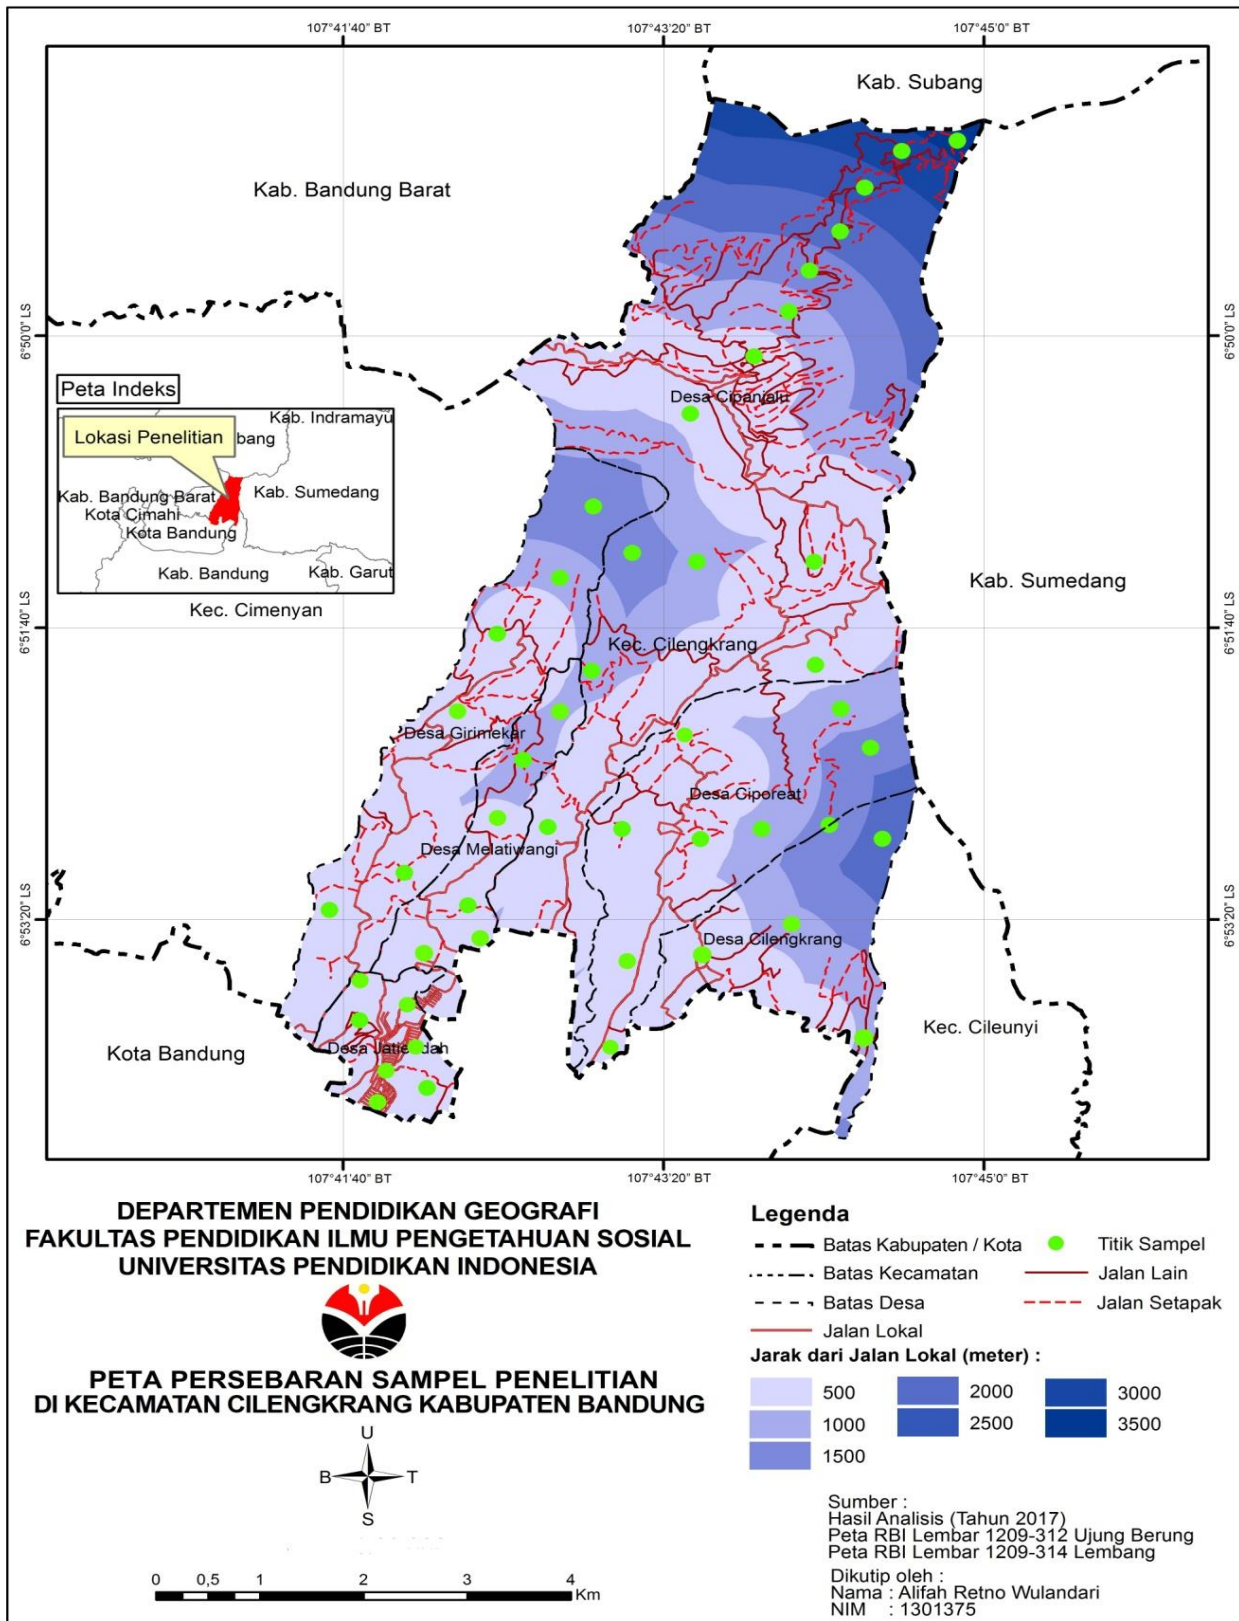 107°41'40" BT
107°43'20" BT
107°45'0" BT
Kab. Subang
Kab. Bandung Barat
6°50'0" LS
6°50'0" LS
Peta Indeks
Kab. Indramayu
Lokasi Penelitian
bang
Kab. Bandung Barat
Kab. Sumedang
Kota Cimahi
Kota Bandung
Kab. Bandung
Kab. Garut
Desa Cipanjalu
Kab. Sumedang
Kec. Cimenyan
6°51'40" LS
6°51'40" LS
Kec. Cilengkrang
Desa Girimekar
Desa Ciporeat
Desa Melatiwangi
6°53'20" LS
6°53'20" LS
Desa Cilengkrang
Kec. Cileunyi
Kota Bandung
Desa Jatiendah
107°41'40" BT
107°43'20" BT
107°45'0" BT
DEPARTEMEN PENDIDIKAN GEOGRAFI
FAKULTAS PENDIDIKAN ILMU PENGETAHUAN SOSIAL
UNIVERSITAS PENDIDIKAN INDONESIA
PETA PERSEBARAN SAMPEL PENELITIAN
DI KECAMATAN CILENGKRANG KABUPATEN BANDUNG
U
B T
S
0 0,5 1 2 3 4
Km
Legenda
Batas Kabupaten / Kota
Titik Sampel
Batas Kecamatan
Jalan Lain
Batas Desa
Jalan Setapak
Jalan Lokal
Jarak dari Jalan Lokal (meter) :
500 2000 3000
1000 2500 3500
1500
Sumber :
Hasil Analisis (Tahun 2017)
Peta RBI Lembar 1209-312 Ujung Berung
Peta RBI Lembar 1209-314 Lembang
Dikutip oleh :
Nama : Alifah Retno Wulandari
NIM : 1301375